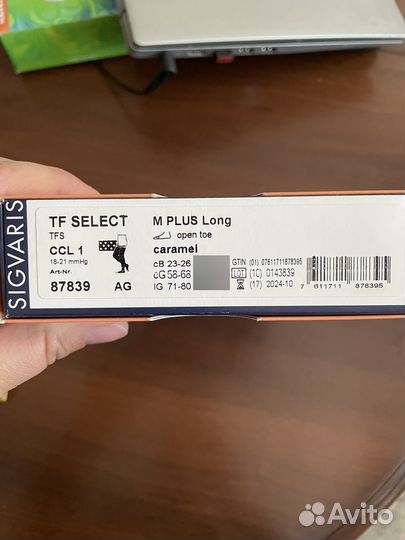 SIGVARIS
TF SELECT
TFS
CCL 1
18-21 mmHg
Art-Nr.
87839 AG
M PLUS Long
open toe
caramel
cB 23-26
cG 58-68
lG 71-80
GTIN (01) 07611711878395
LOT (10) 0143839
(17) 2024-10
7 611711 878395
Avito